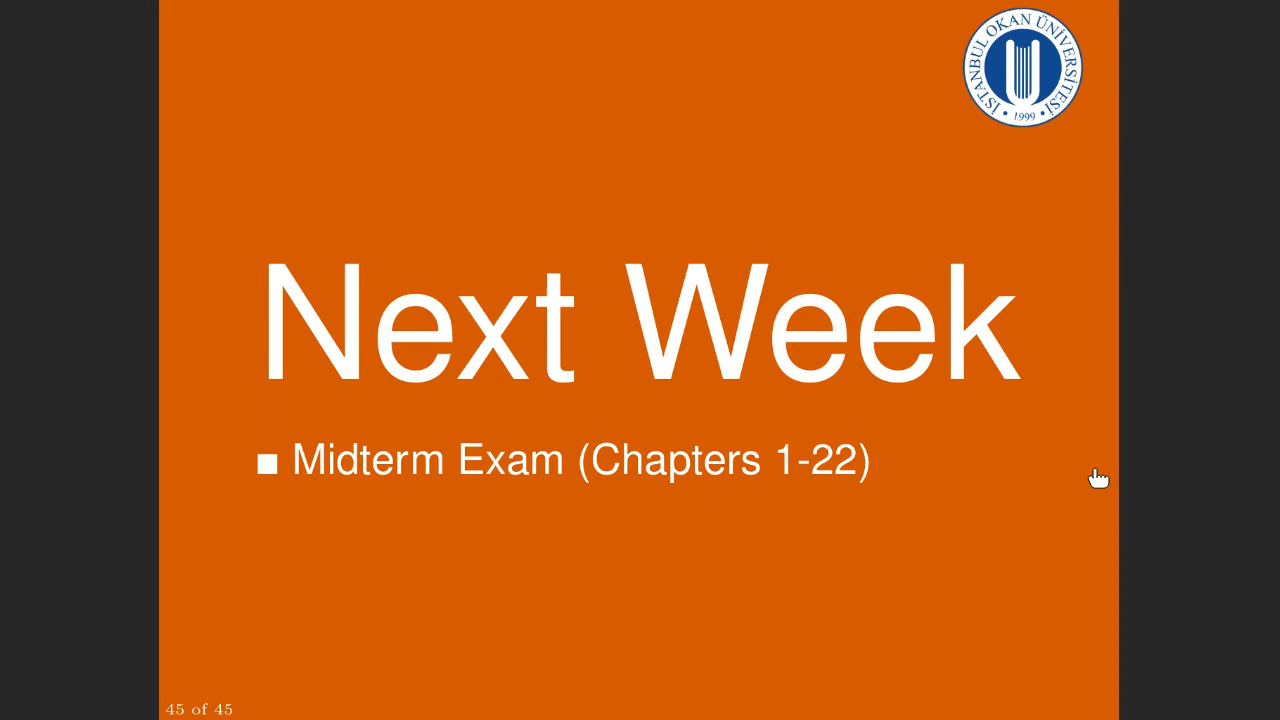 İSTANBUL OKAN ÜNİVERSİTESİ
• 1999 •
Next Week
■ Midterm Exam (Chapters 1-22)
45 of 45